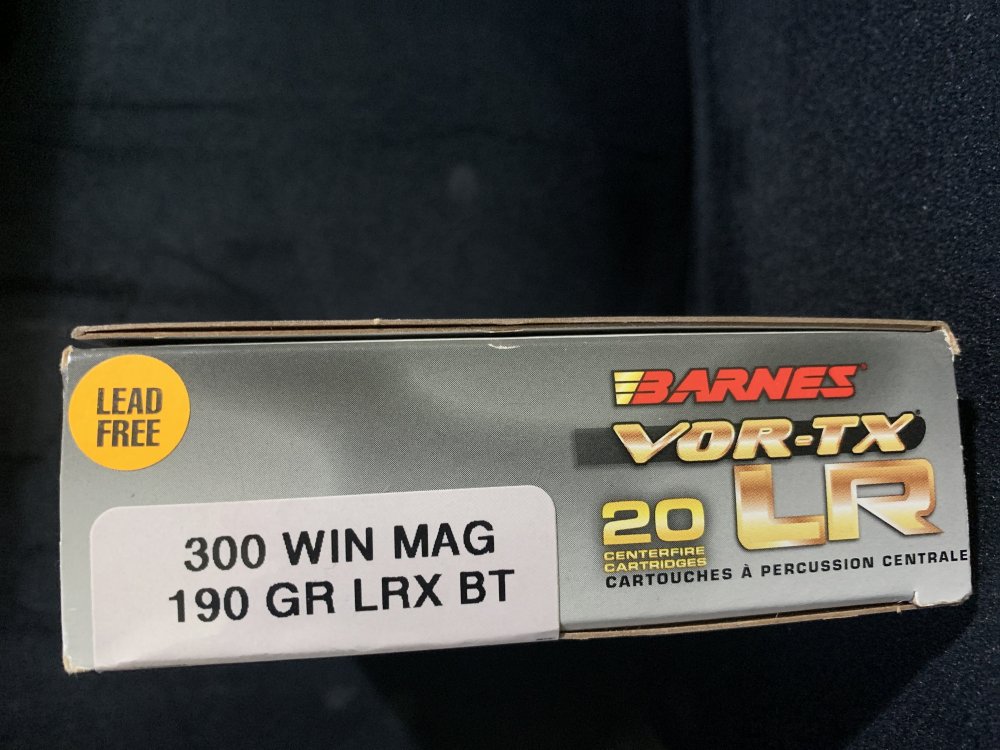 LEAD
FREE
300 WIN MAG
190 GR LRX BT
BARNES
VOR-TX®
LR
20
CENTERFIRE
CARTRIDGES
CARTOUCHES À PERCUSSION CENTRALE